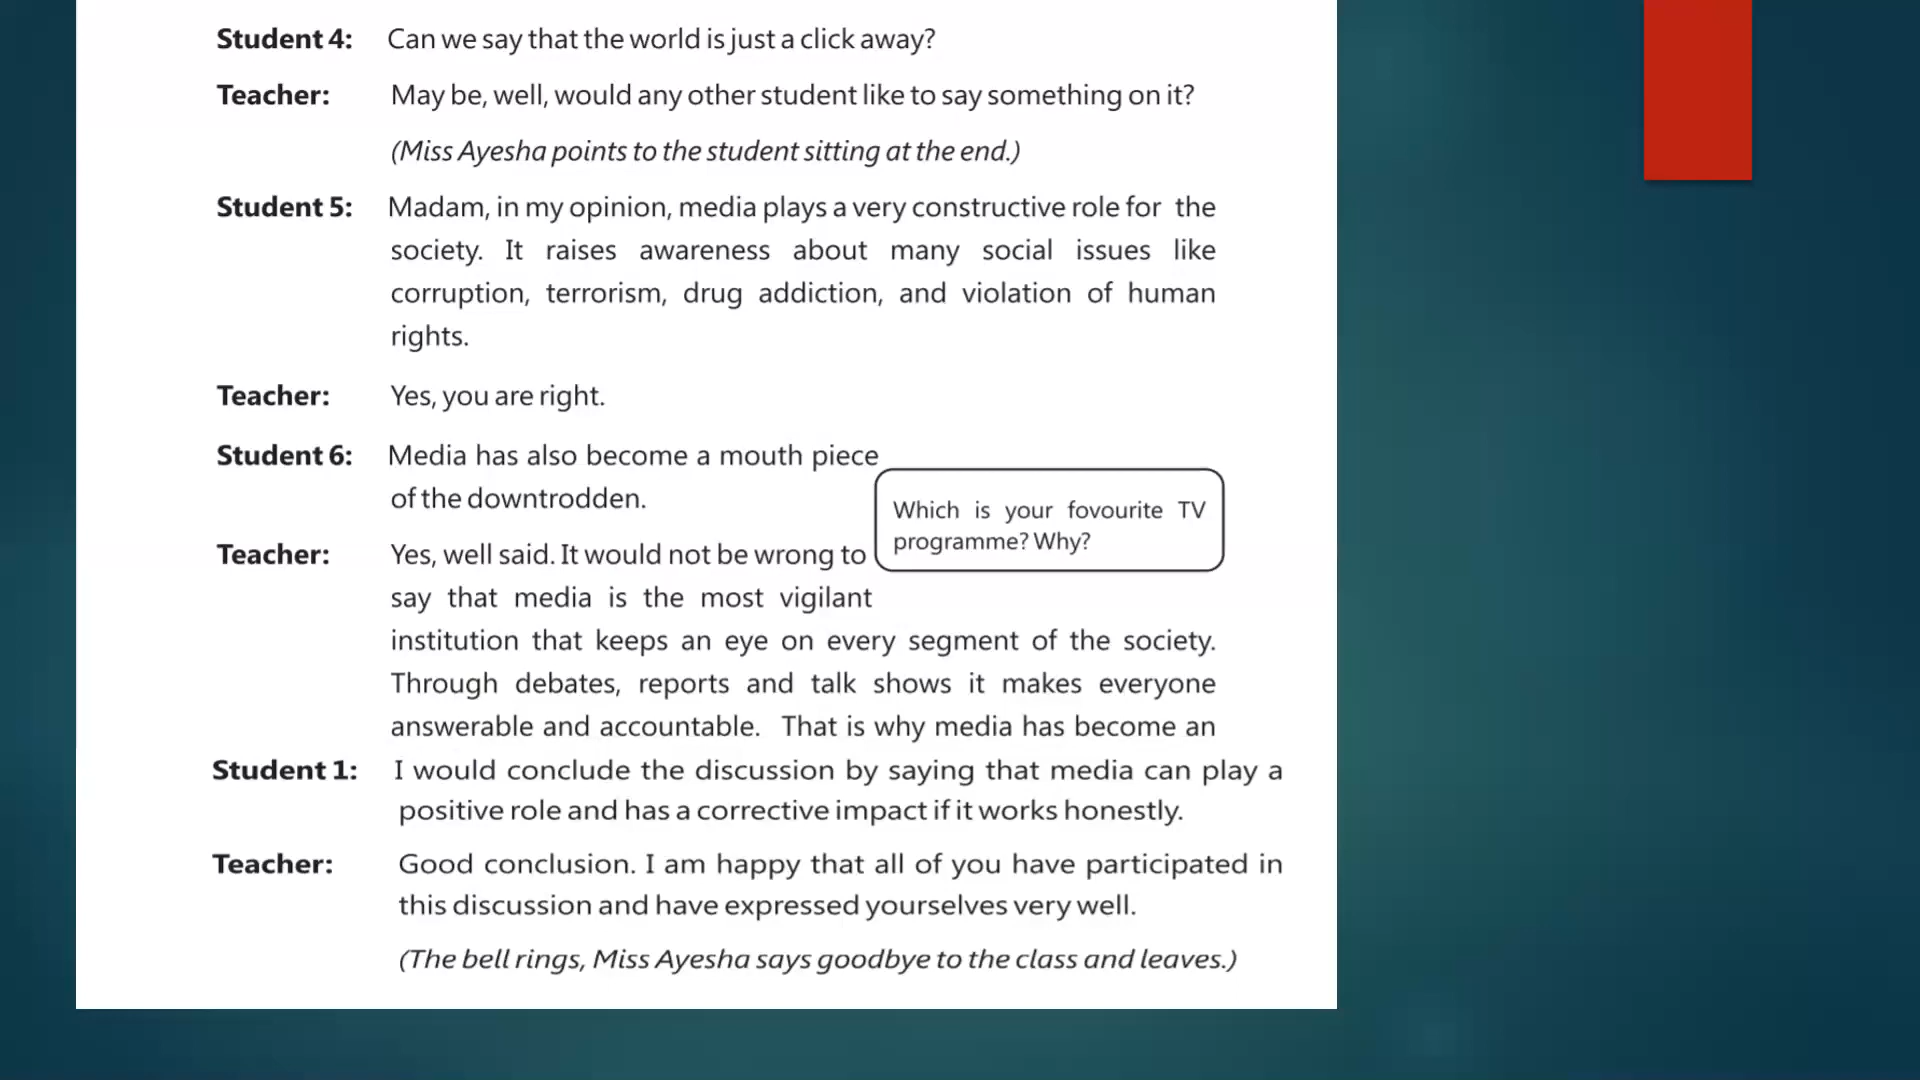 Student 4: Can we say that the world is just a click away?
Teacher: May be, well, would any other student like to say something on it?
(Miss Ayesha points to the student sitting at the end.)
Student 5: Madam, in my opinion, media plays a very constructive role for the
society. It raises awareness about many social issues like
corruption, terrorism, drug addiction, and violation of human
rights.
Teacher: Yes, you are right.
Student 6: Media has also become a mouth piece
of the downtrodden.
Which is your fovourite TV
programme? Why?
Teacher: Yes, well said. It would not be wrong to
say that media is the most vigilant
institution that keeps an eye on every segment of the society.
Through debates, reports and talk shows it makes everyone
answerable and accountable. That is why media has become an
Student 1: I would conclude the discussion by saying that media can play a
positive role and has a corrective impact if it works honestly.
Teacher: Good conclusion. I am happy that all of you have participated in
this discussion and have expressed yourselves very well.
(The bell rings, Miss Ayesha says goodbye to the class and leaves.)